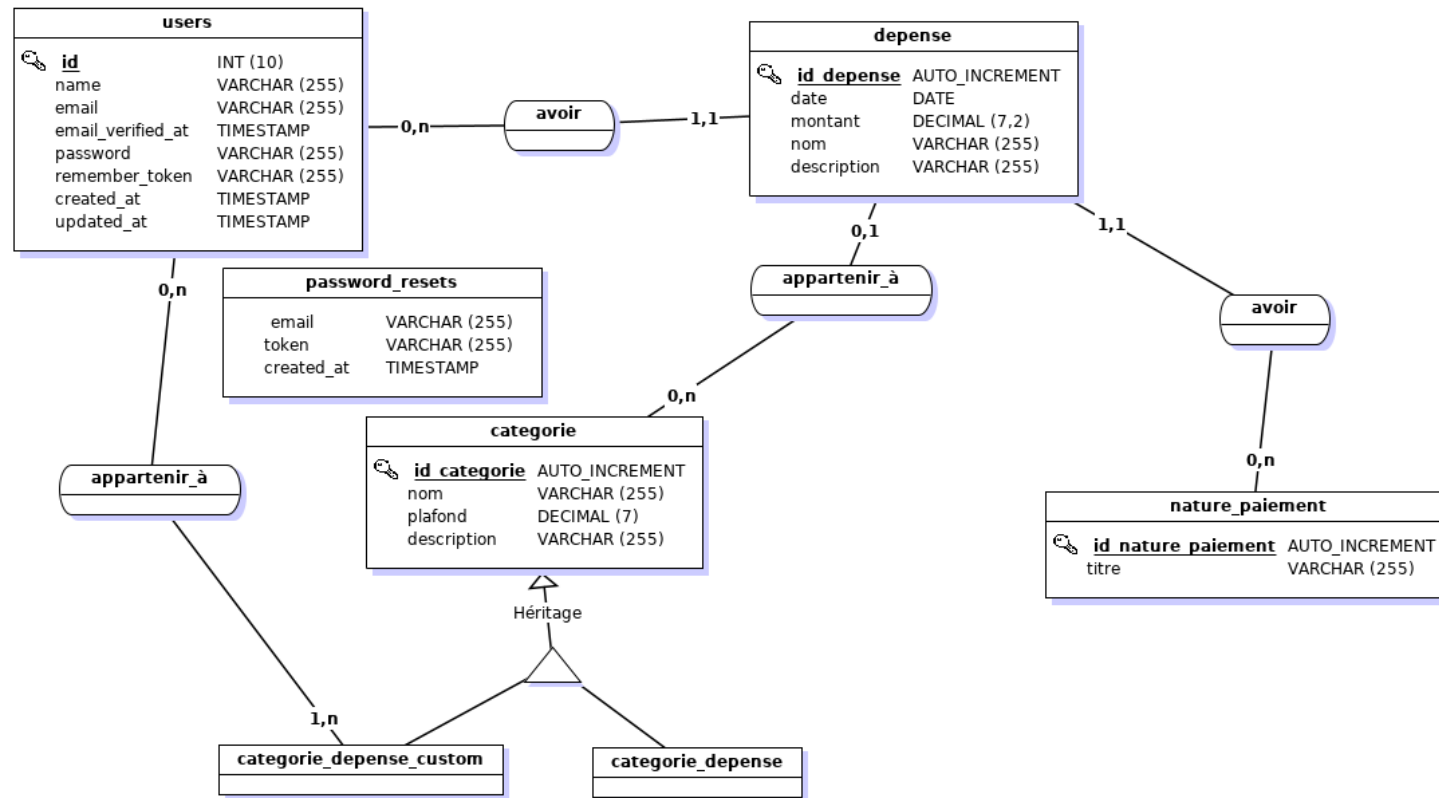 users
id INT (10)
name VARCHAR (255)
email VARCHAR (255)
email_verified_at TIMESTAMP
password VARCHAR (255)
remember_token VARCHAR (255)
created_at TIMESTAMP
updated_at TIMESTAMP
0,n
avoir
1,1
depense
id_depense AUTO_INCREMENT
date DATE
montant DECIMAL (7,2)
nom VARCHAR (255)
description VARCHAR (255)
0,1
1,1
0,n
password_resets
email VARCHAR (255)
token VARCHAR (255)
created_at TIMESTAMP
appartenir_à
avoir
0,n
categorie
id_categorie AUTO_INCREMENT
nom VARCHAR (255)
plafond DECIMAL (7)
description VARCHAR (255)
0,n
nature_paiement
id_nature_paiement AUTO_INCREMENT
titre VARCHAR (255)
appartenir_à
Héritage
1,n
categorie_depense_custom
categorie_depense